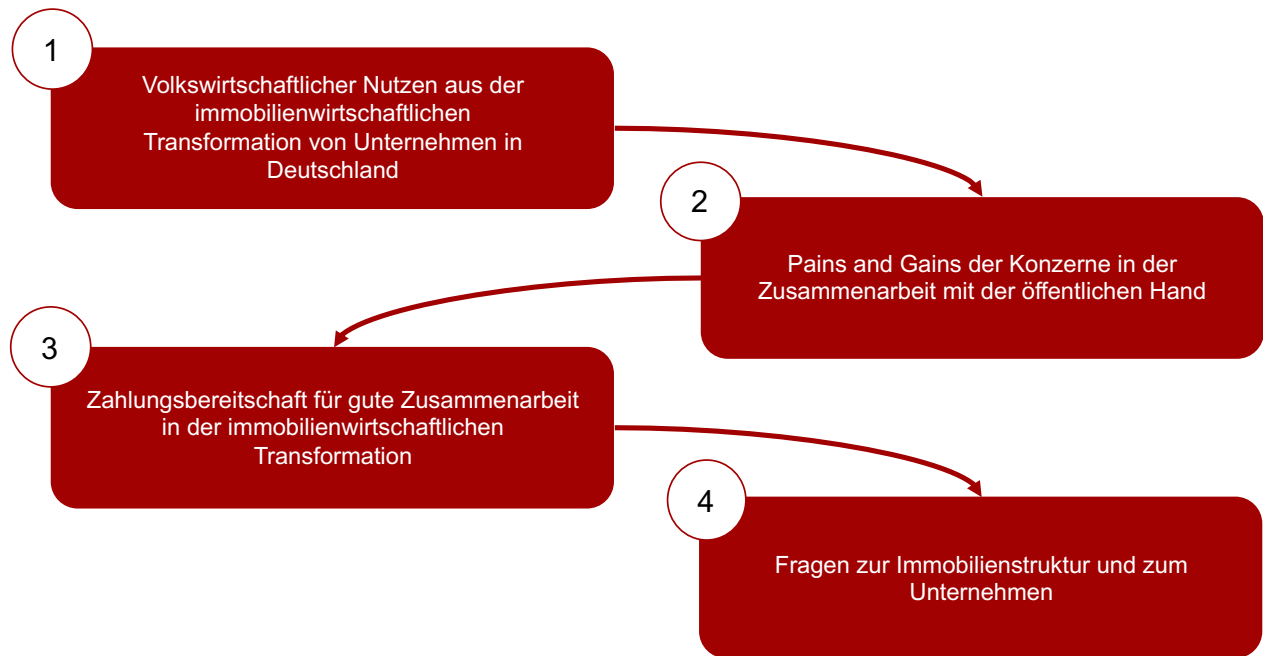 1
Volkswirtschaftlicher Nutzen aus der
immobilienwirtschaftlichen
Transformation von Unternehmen in
Deutschland
2
Pains and Gains der Konzerne in der
Zusammenarbeit mit der öffentlichen Hand
3
Zahlungsbereitschaft für gute Zusammenarbeit
in der immobilienwirtschaftlichen
Transformation
4
Fragen zur Immobilienstruktur und zum
Unternehmen